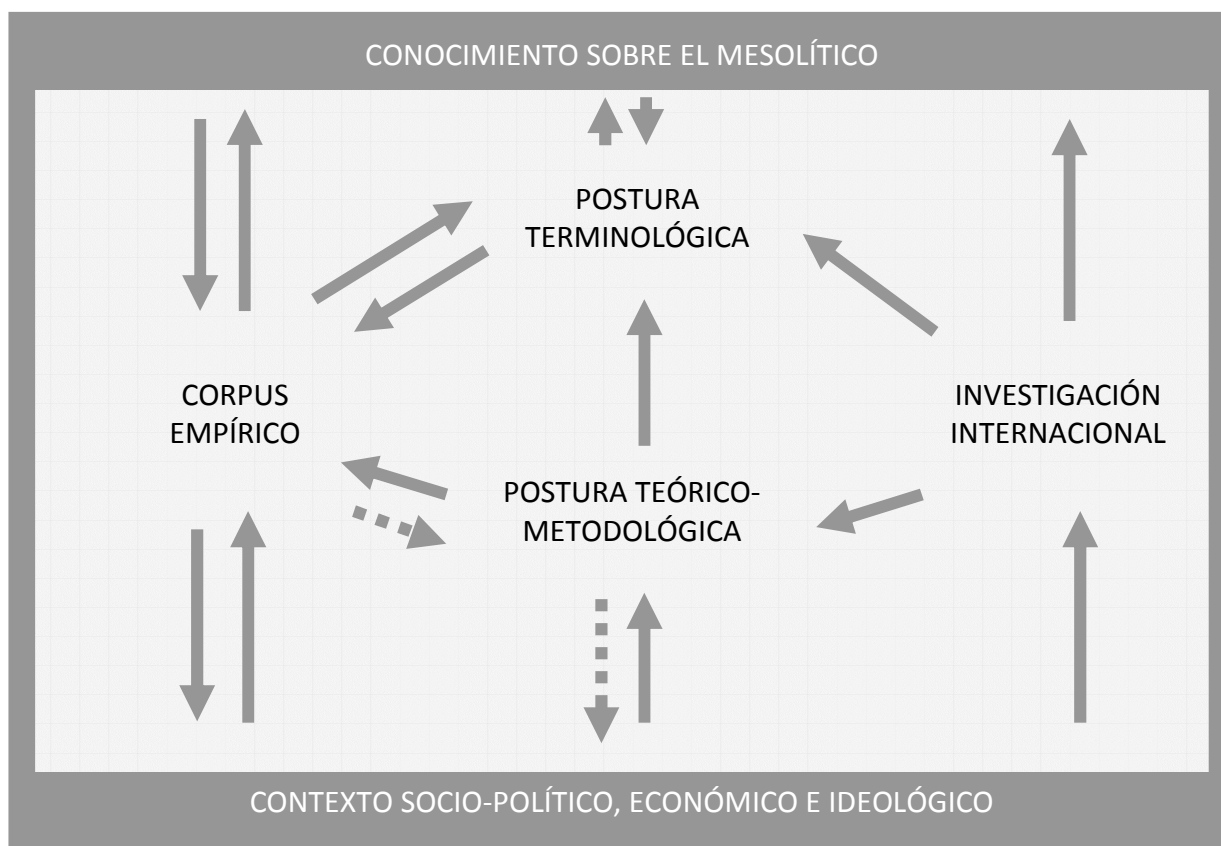 CONOCIMIENTO SOBRE EL MESOLÍTICO
POSTURA
TERMINOLÓGICA
CORPUS
EMPÍRICO
INVESTIGACIÓN
INTERNACIONAL
POSTURA TEÓRICO-
METODOLÓGICA
CONTEXTO SOCIO-POLÍTICO, ECONÓMICO E IDEOLÓGICO